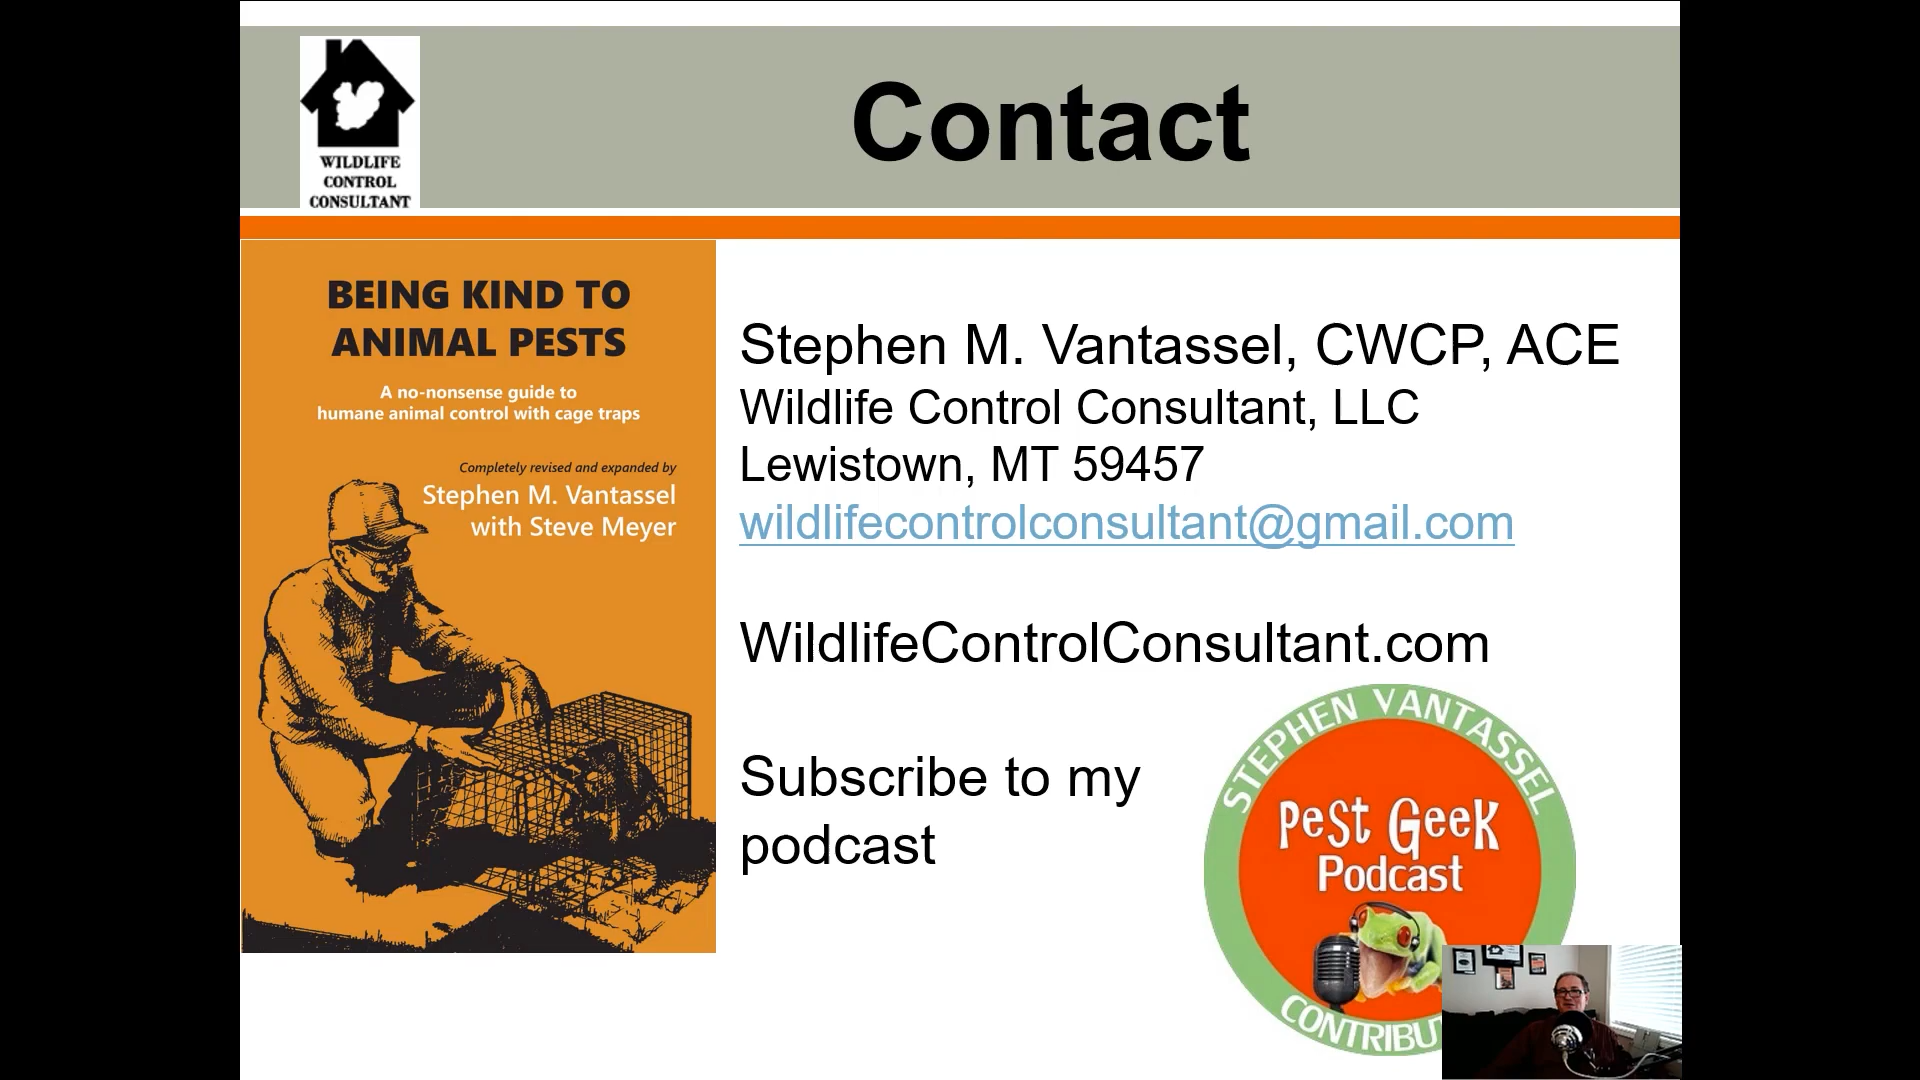 Contact
WILDLIFE
CONTROL
CONSULTANT
BEING KIND TO
ANIMAL PESTS
A no-nonsense guide to
humane animal control with cage traps
Completely revised and expanded by
Stephen M. Vantassel
with Steve Meyer
Stephen M. Vantassel, CWCP, ACE
Wildlife Control Consultant, LLC
Lewistown, MT 59457
wildlifecontrolconsultant@gmail.com
WildlifeControlConsultant.com
Subscribe to my
podcast
STEPHEN VANTASSEL
Pest Geek
Podcast
CONTRIBU